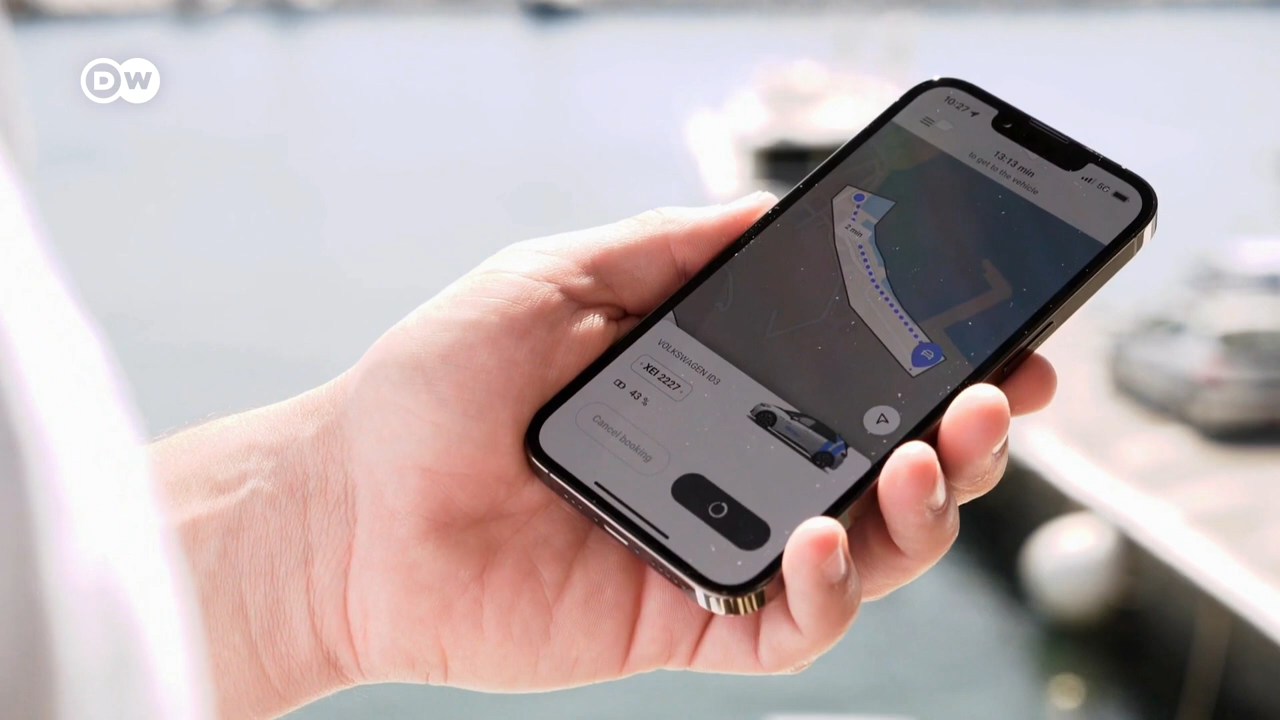 DW
10:27
5G
13:13 min
to get to the vehicle
2 min
VOLKSWAGEN ID3
XEI 2227
43 %
Cancel booking